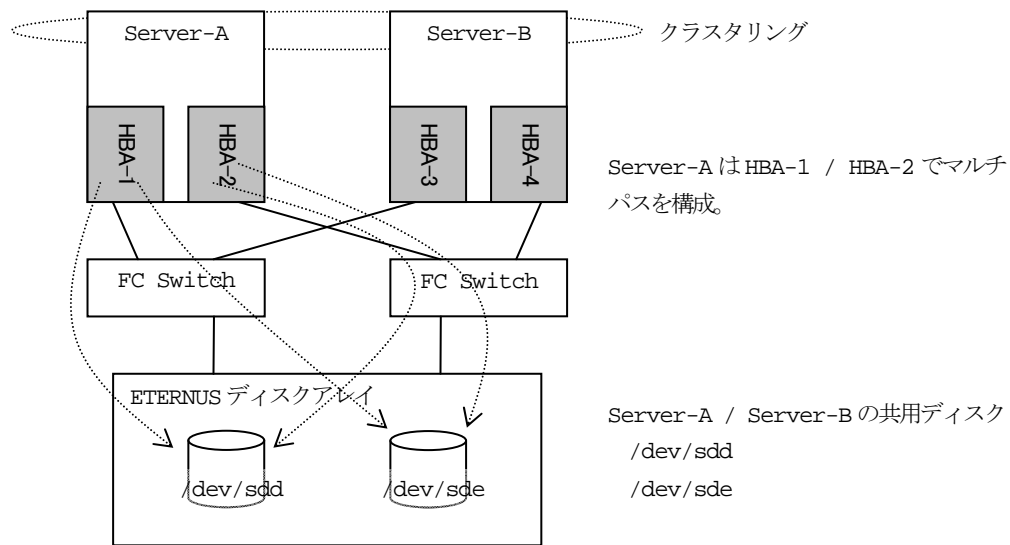 Server-A
Server-B
クラスタリング
HBA-1
HBA-2
HBA-3
HBA-4
Server-A は HBA-1 / HBA-2 でマルチ
パスを構成。
FC Switch
FC Switch
ETERNUS ディスクアレイ
Server-A / Server-B の共用ディスク
/dev/sdd
/dev/sde
/dev/sdd
/dev/sde